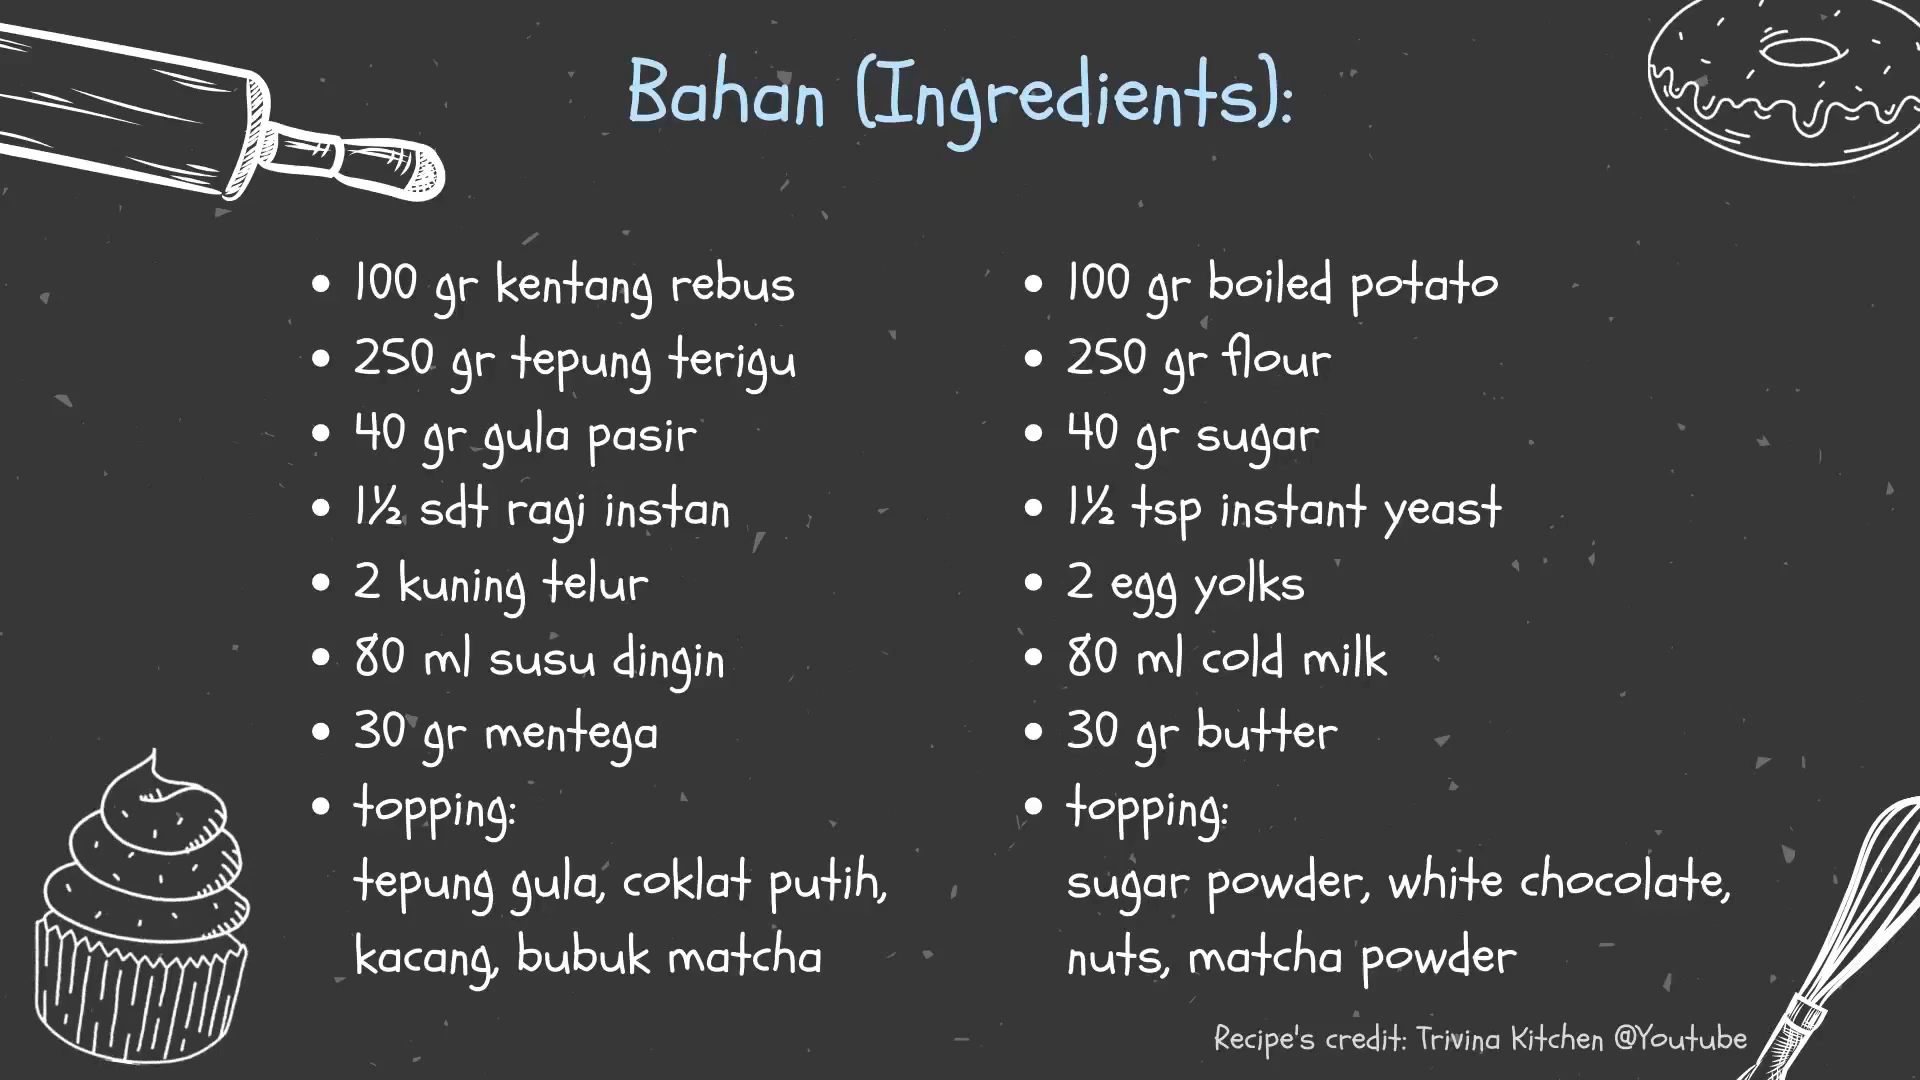 Bahan (Ingredients):
100 gr kentang rebus
250 gr tepung terigu
40 gr gula pasir
1½ sdt ragi instan
2 kuning telur
80 ml susu dingin
30 gr mentega
topping:
tepung gula, coklat putih,
kacang, bubuk matcha
100 gr boiled potato
250 gr flour
40 gr sugar
1½ tsp instant yeast
2 egg yolks
80 ml cold milk
30 gr butter
topping:
sugar powder, white chocolate,
nuts, matcha powder
Recipe's credit: Trivina Kitchen @Youtube